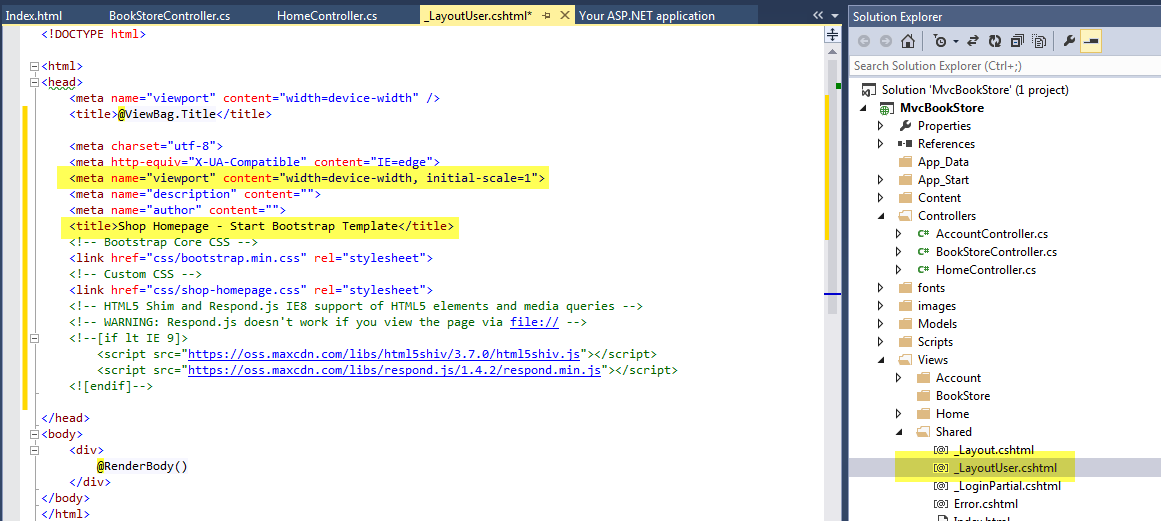 Index.html BookStoreController.cs HomeController.cs _LayoutUser.cshtml* Your ASP.NET application
<!DOCTYPE html>
<html>
<head>
<meta name="viewport" content="width=device-width" />
<title>@ViewBag.Title</title>
<meta charset="utf-8">
<meta http-equiv="X-UA-Compatible" content="IE=edge">
<meta name="viewport" content="width=device-width, initial-scale=1">
<meta name="description" content="">
<meta name="author" content="">
<title>Shop Homepage - Start Bootstrap Template</title>
<!-- Bootstrap Core CSS -->
<link href="css/bootstrap.min.css" rel="stylesheet">
<!-- Custom CSS -->
<link href="css/shop-homepage.css" rel="stylesheet">
<!-- HTML5 Shim and Respond.js IE8 support of HTML5 elements and media queries -->
<!-- WARNING: Respond.js doesn't work if you view the page via file:// -->
<!--[if lt IE 9]>
<script src="https://oss.maxcdn.com/libs/html5shiv/3.7.0/html5shiv.js"></script>
<script src="https://oss.maxcdn.com/libs/respond.js/1.4.2/respond.min.js"></script>
<![endif]-->
</head>
<body>
<div>
@RenderBody()
</div>
</body>
</html>
Solution Explorer
Search Solution Explorer (Ctrl+;)
Solution 'MvcBookStore' (1 project)
MvcBookStore
Properties
References
App_Data
App_Start
Content
Controllers
C# AccountController.cs
C# BookStoreController.cs
C# HomeController.cs
fonts
images
Models
Scripts
Views
Account
BookStore
Home
Shared
[@] _Layout.cshtml
[@] _LayoutUser.cshtml
[@] _LoginPartial.cshtml
[@] Error.cshtml
Index.html